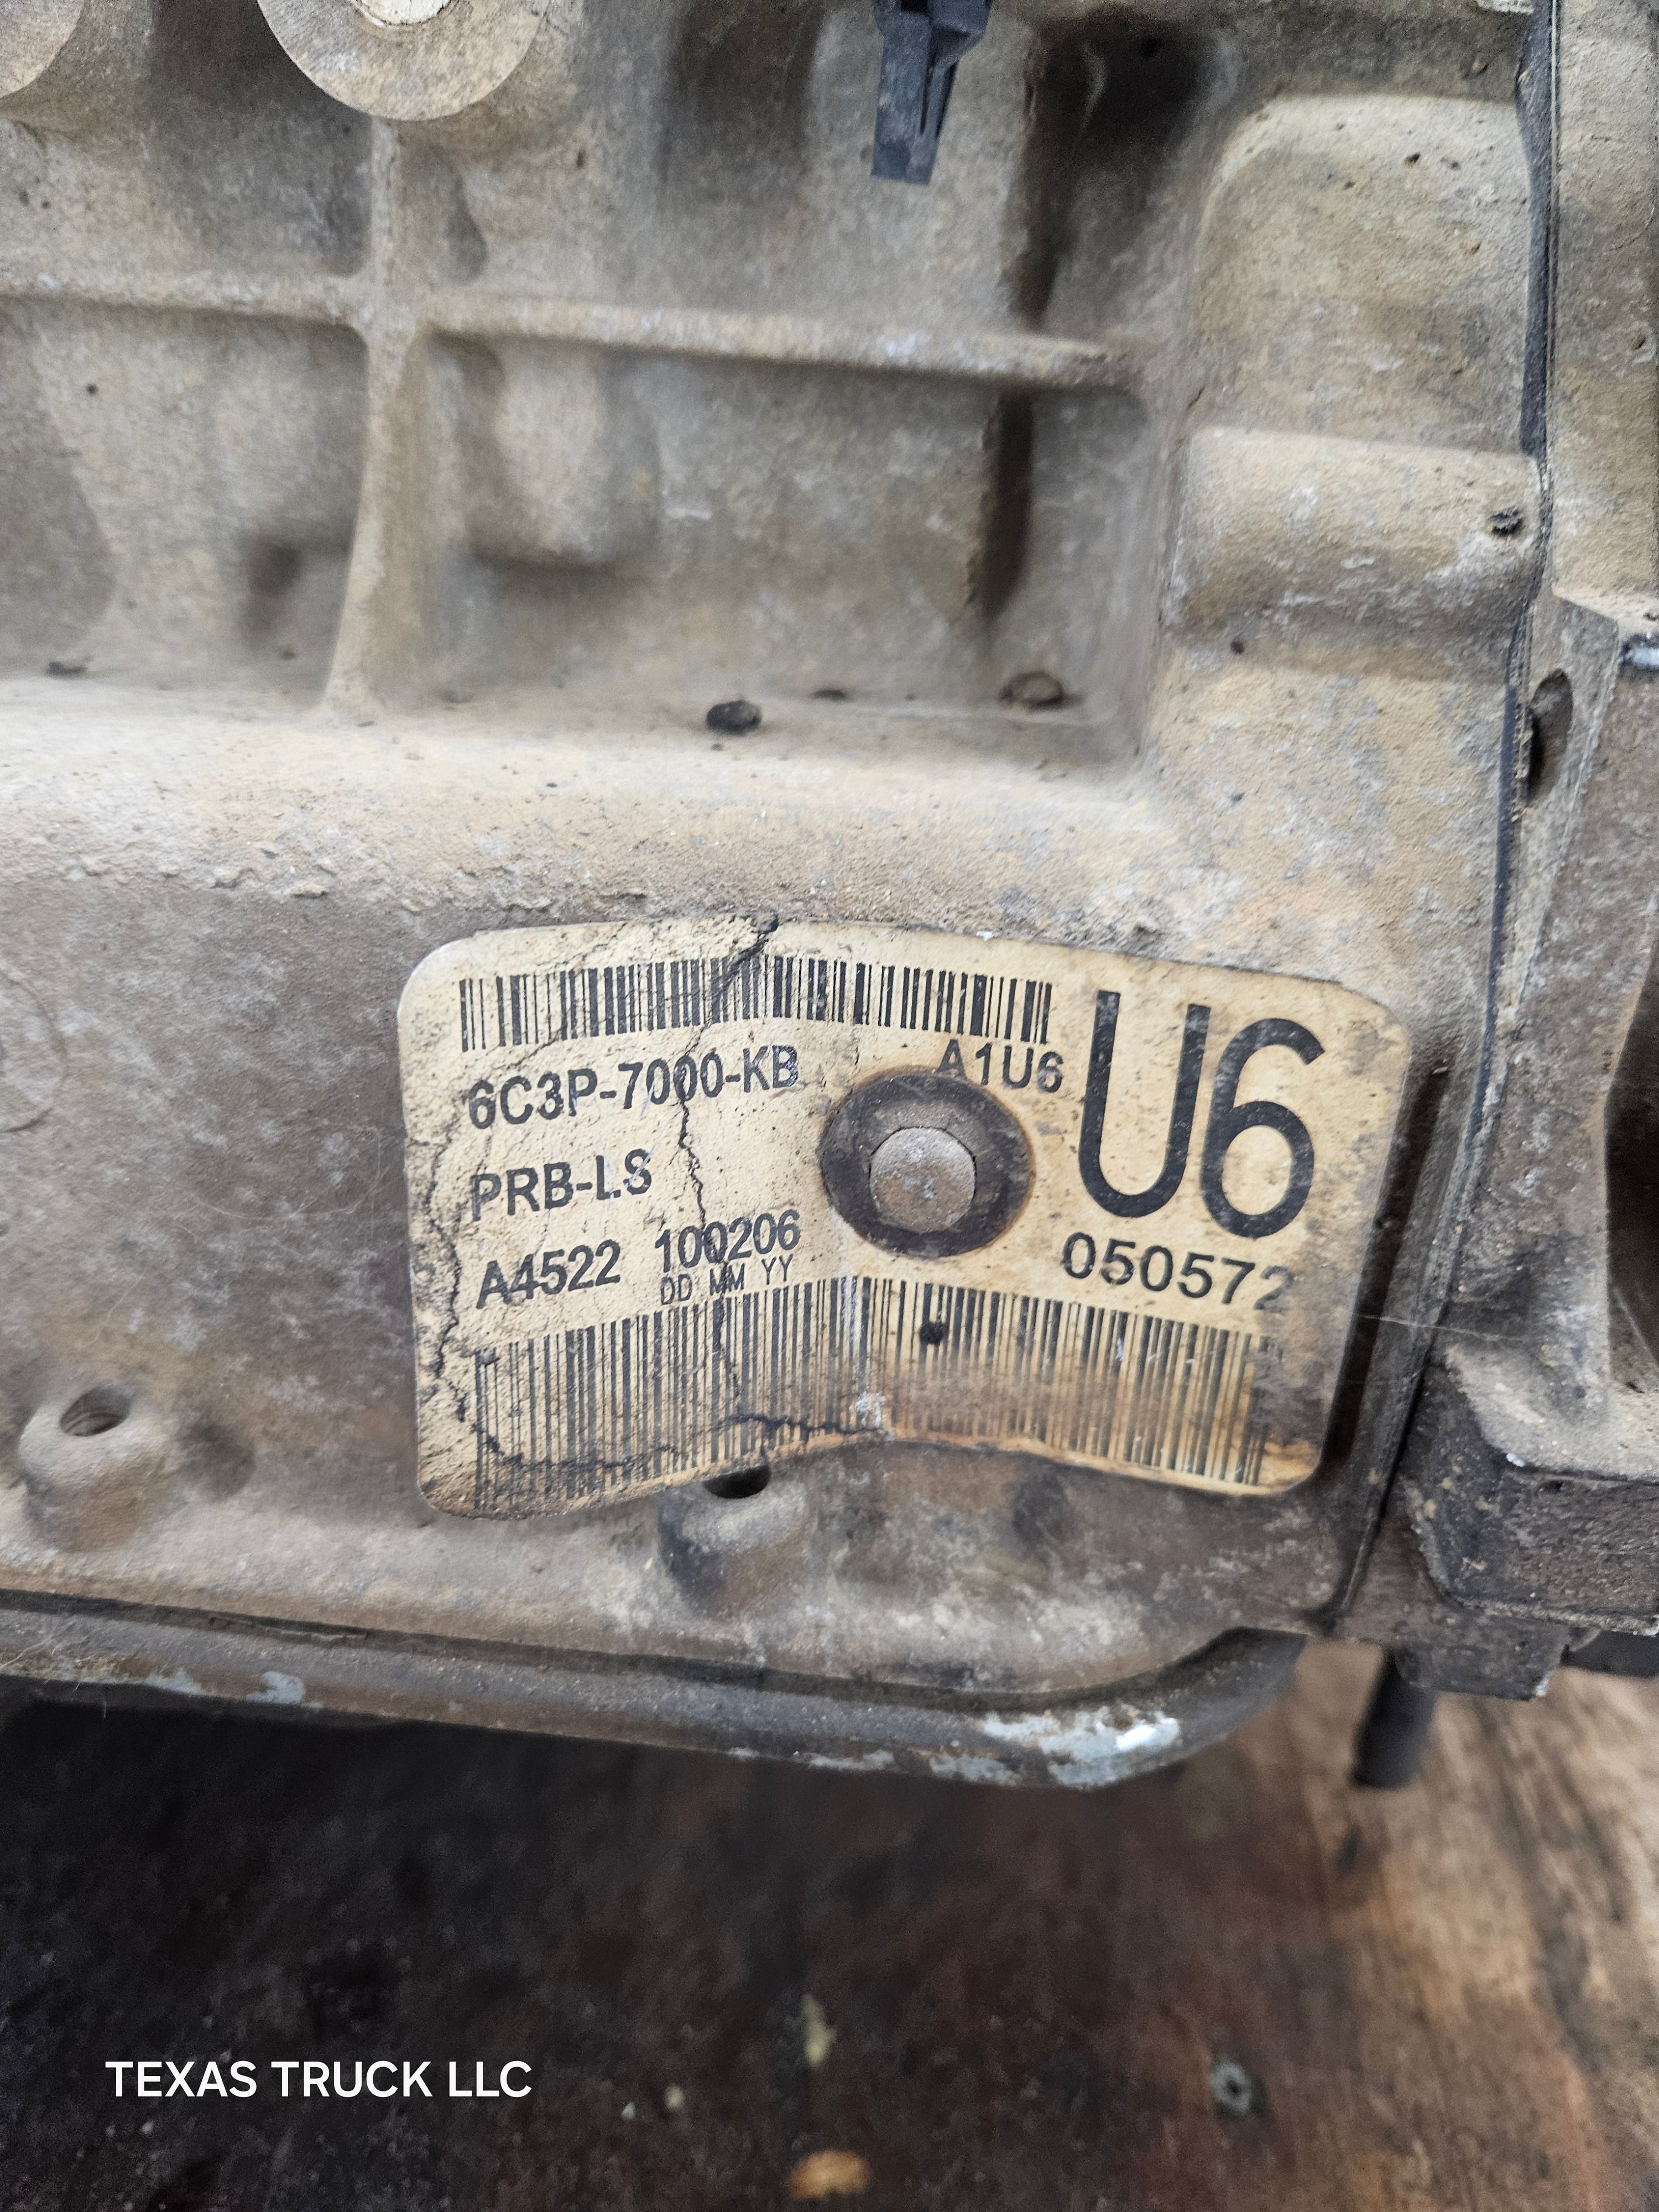 6C3P-7000-KB
A1U6
U6
PRB-LS
A4522 100206
DD MM YY
050572
TEXAS TRUCK LLC